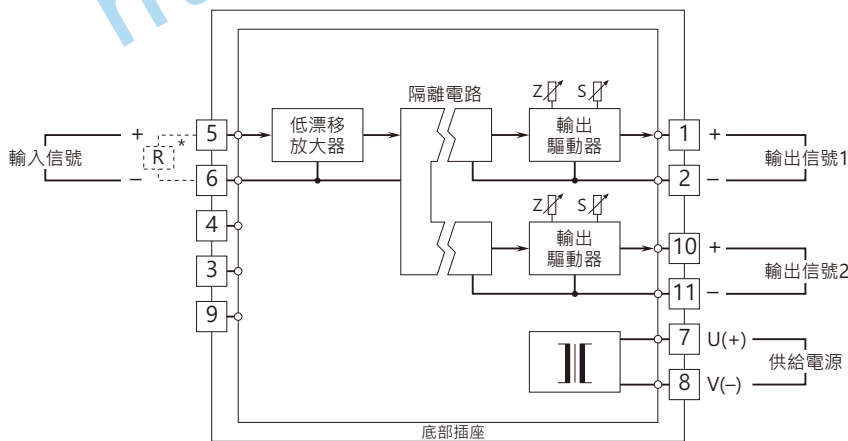 隔離電路
Z S
5 低漂移
放大器
輸出
驅動器
1 +
+
R
*
輸入信號
輸出信號1
6
–
2 –
4
Z S
輸出
驅動器
10 +
3
輸出信號2
11 –
9
7 U(+)
供給電源
8 V(–)
底部插座